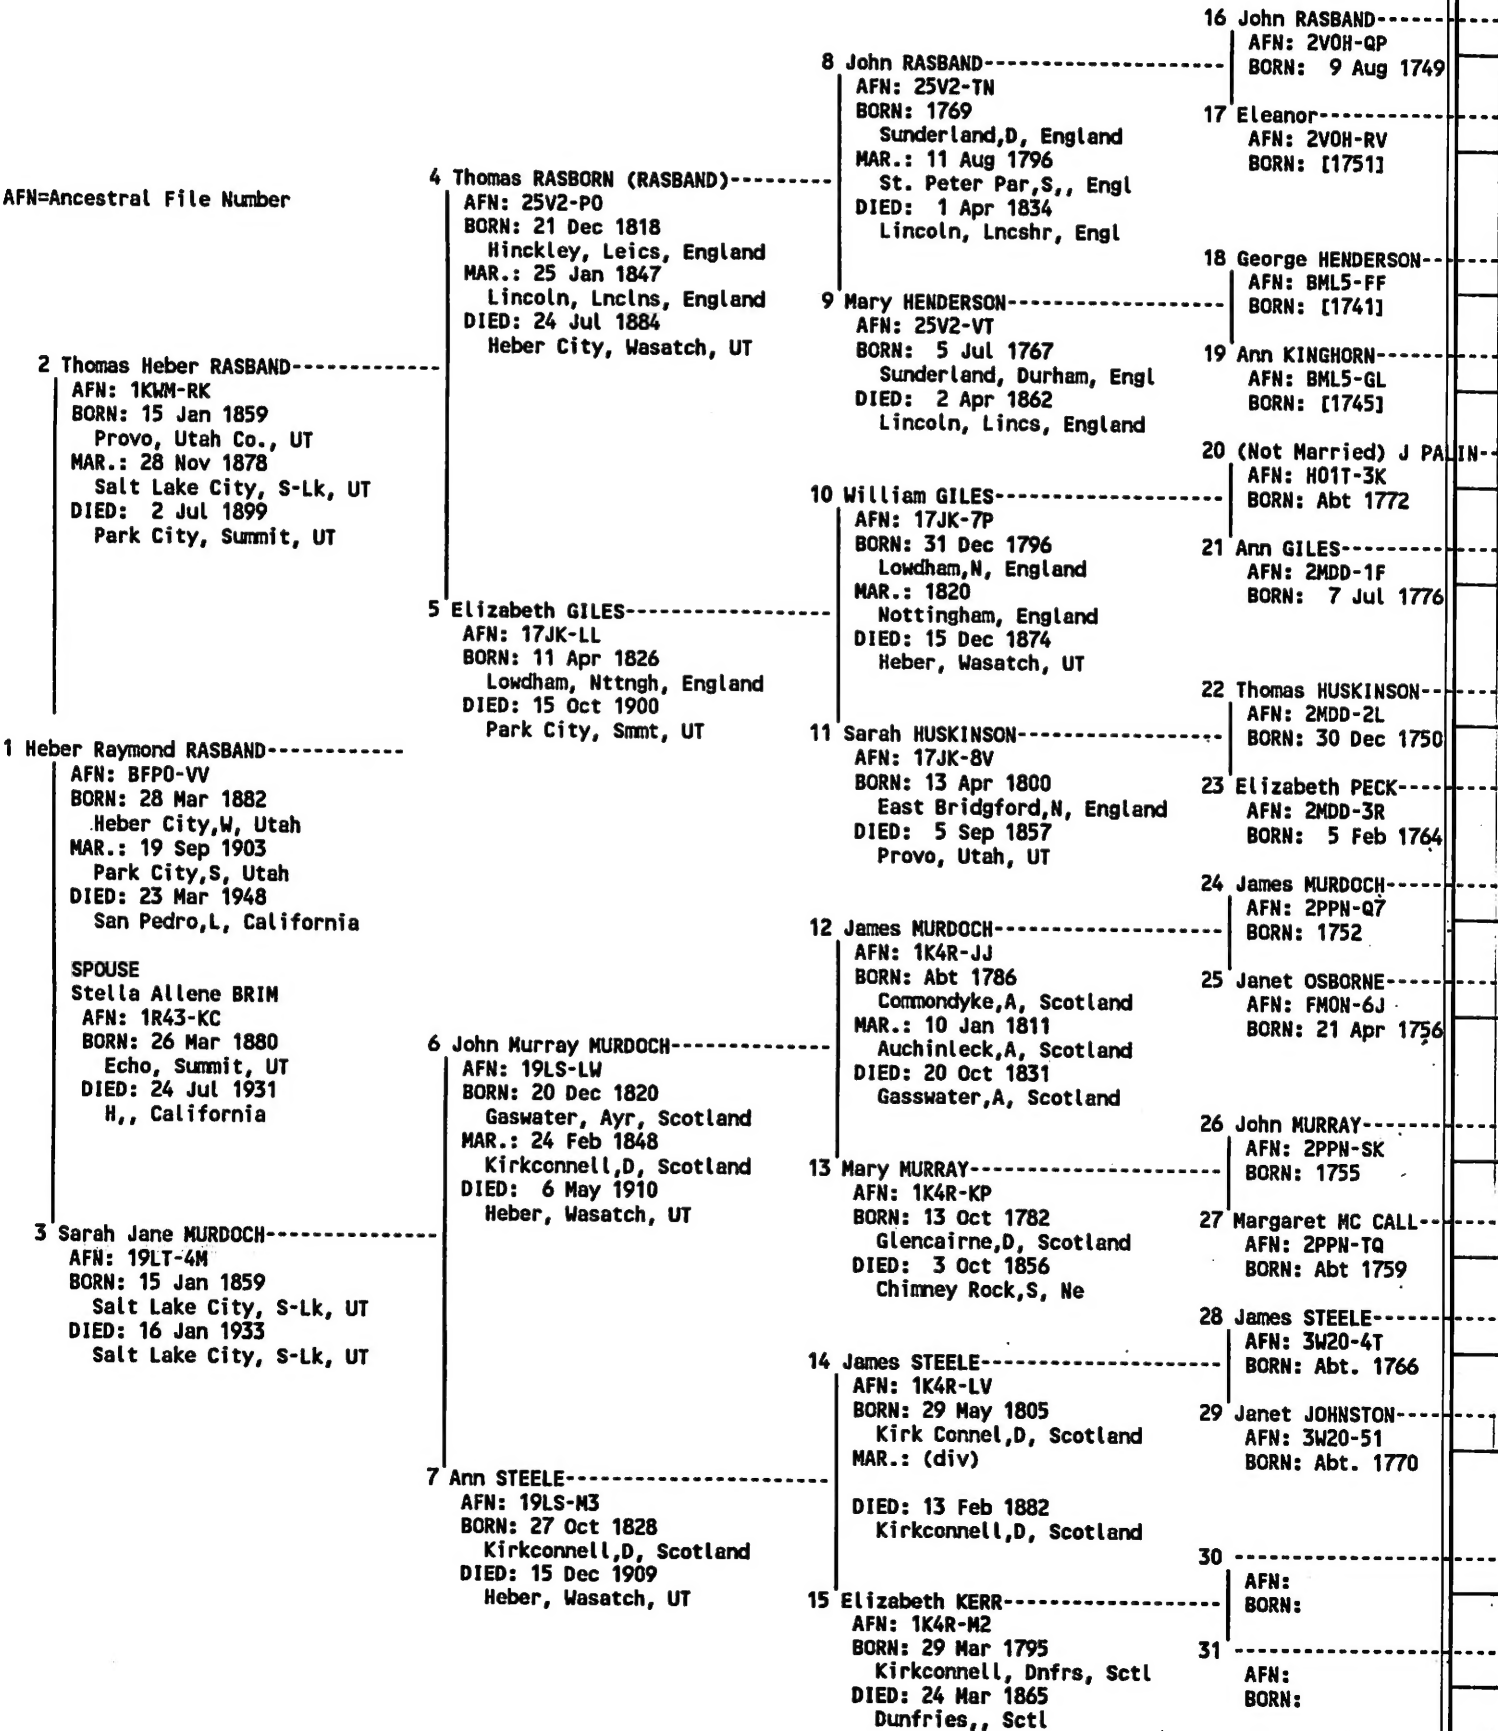 AFN=Ancestral File Number
1 Heber Raymond RASBAND------------
AFN: BFP0-VV
BORN: 28 Mar 1882
Heber City,W, Utah
MAR.: 19 Sep 1903
Park City,S, Utah
DIED: 23 Mar 1948
San Pedro,L, California
SPOUSE
Stella Allene BRIM
AFN: 1R43-KC
BORN: 26 Mar 1880
Echo, Summit, UT
DIED: 24 Jul 1931
H,, California
2 Thomas Heber RASBAND-------------
AFN: 1KWM-RK
BORN: 15 Jan 1859
Provo, Utah Co., UT
MAR.: 28 Nov 1878
Salt Lake City, S-Lk, UT
DIED: 2 Jul 1899
Park City, Summit, UT
3 Sarah Jane MURDOCH---------------
AFN: 19LT-4M
BORN: 15 Jan 1859
Salt Lake City, S-Lk, UT
DIED: 16 Jan 1933
Salt Lake City, S-Lk, UT
4 Thomas RASBORN (RASBAND)---------
AFN: 25V2-P0
BORN: 21 Dec 1818
Hinckley, Leics, England
MAR.: 25 Jan 1847
Lincoln, Lnclns, England
DIED: 24 Jul 1884
Heber City, Wasatch, UT
5 Elizabeth GILES------------------
AFN: 17JK-LL
BORN: 11 Apr 1826
Lowdham, Nttngh, England
DIED: 15 Oct 1900
Park City, Smmt, UT
6 John Murray MURDOCH--------------
AFN: 19LS-LW
BORN: 20 Dec 1820
Gaswater, Ayr, Scotland
MAR.: 24 Feb 1848
Kirkconnell,D, Scotland
DIED: 6 May 1910
Heber, Wasatch, UT
7 Ann STEELE-----------------------
AFN: 19LS-M3
BORN: 27 Oct 1828
Kirkconnell,D, Scotland
DIED: 15 Dec 1909
Heber, Wasatch, UT
8 John RASBAND---------------------
AFN: 25V2-TN
BORN: 1769
Sunderland,D, England
MAR.: 11 Aug 1796
St. Peter Par,S,, Engl
DIED: 1 Apr 1834
Lincoln, Lncshr, Engl
9 Mary HENDERSON-------------------
AFN: 25V2-VT
BORN: 5 Jul 1767
Sunderland, Durham, Engl
DIED: 2 Apr 1862
Lincoln, Lincs, England
10 William GILES--------------------
AFN: 17JK-7P
BORN: 31 Dec 1796
Lowdham,N, England
MAR.: 1820
Nottingham, England
DIED: 15 Dec 1874
Heber, Wasatch, UT
11 Sarah HUSKINSON------------------
AFN: 17JK-8V
BORN: 13 Apr 1800
East Bridgford,N, England
DIED: 5 Sep 1857
Provo, Utah, UT
12 James MURDOCH--------------------
AFN: 1K4R-JJ
BORN: Abt 1786
Commondyke,A, Scotland
MAR.: 10 Jan 1811
Auchinleck,A, Scotland
DIED: 20 Oct 1831
Gasswater,A, Scotland
13 Mary MURRAY----------------------
AFN: 1K4R-KP
BORN: 13 Oct 1782
Glencairne,D, Scotland
DIED: 3 Oct 1856
Chimney Rock,S, Ne
14 James STEELE---------------------
AFN: 1K4R-LV
BORN: 29 May 1805
Kirk Connel,D, Scotland
MAR.: (div)
DIED: 13 Feb 1882
Kirkconnell,D, Scotland
15 Elizabeth KERR-------------------
AFN: 1K4R-M2
BORN: 29 Mar 1795
Kirkconnell, Dnfrs, Sctl
DIED: 24 Mar 1865
Dunfries,, Sctl
16 John RASBAND----------
AFN: 2V0H-QP
BORN: 9 Aug 1749
17 Eleanor---------------
AFN: 2V0H-RV
BORN: [1751]
18 George HENDERSON------
AFN: BML5-FF
BORN: [1741]
19 Ann KINGHORN----------
AFN: BML5-GL
BORN: [1745]
20 (Not Married) J PALIN--
AFN: H01T-3K
BORN: Abt 1772
21 Ann GILES-------------
AFN: 2MDD-1F
BORN: 7 Jul 1776
22 Thomas HUSKINSON------
AFN: 2MDD-2L
BORN: 30 Dec 1750
23 Elizabeth PECK--------
AFN: 2MDD-3R
BORN: 5 Feb 1764
24 James MURDOCH---------
AFN: 2PPN-Q7
BORN: 1752
25 Janet OSBORNE---------
AFN: FM0N-6J
BORN: 21 Apr 1756
26 John MURRAY-----------
AFN: 2PPN-SK
BORN: 1755
27 Margaret MC CALL------
AFN: 2PPN-TQ
BORN: Abt 1759
28 James STEELE----------
AFN: 3W20-4T
BORN: Abt. 1766
29 Janet JOHNSTON--------
AFN: 3W20-51
BORN: Abt. 1770
30 ----------------------
AFN:
BORN:
31 ----------------------
AFN:
BORN: